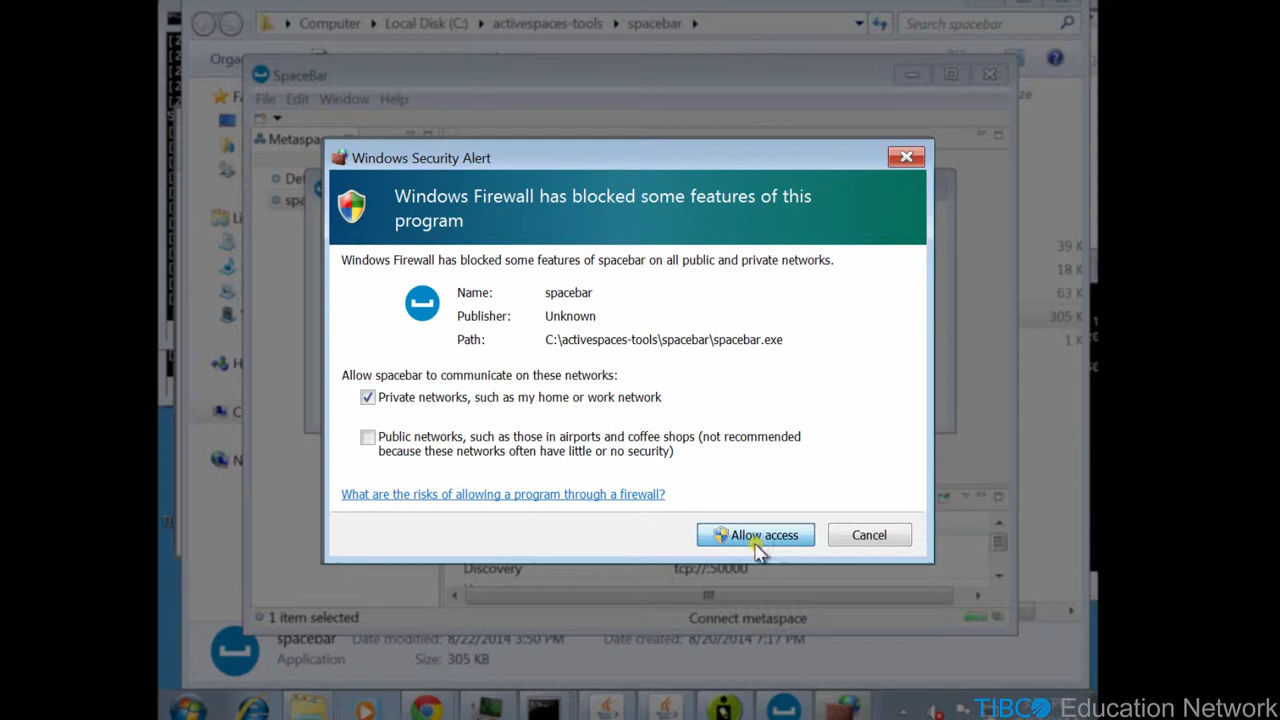 Computer
Local Disk (C:)
activespaces-tools
spacebar
Search spacebar
SpaceBar
File Edit Window Help
Windows Security Alert
Windows Firewall has blocked some features of this
program
Windows Firewall has blocked some features of spacebar on all public and private networks.
Name: spacebar
Publisher: Unknown
Path: C:\activespaces-tools\spacebar\spacebar.exe
Allow spacebar to communicate on these networks:
Private networks, such as my home or work network
Public networks, such as those in airports and coffee shops (not recommended
because these networks often have little or no security)
What are the risks of allowing a program through a firewall?
Allow access
Cancel
39 K
18 K
63 K
305 K
1 K
Discovery tcp://:50000
1 item selected
Connect metaspace
spacebar Date modified: 8/22/2014 3:50 PM Date created: 8/20/2014 7:17 PM
Application Size: 305 KB
TIBCO Education Network